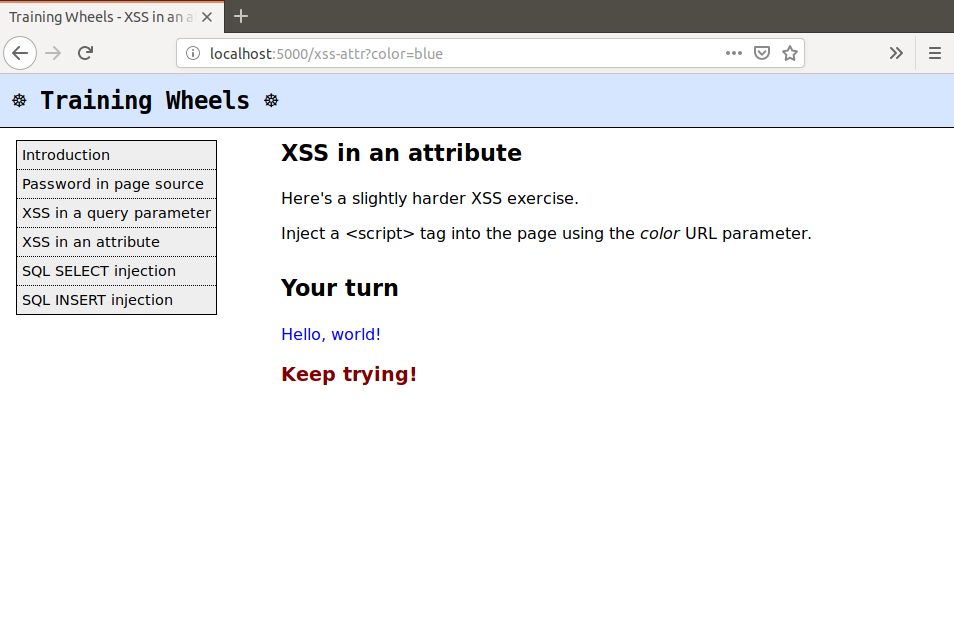 Training Wheels - XSS in an a
localhost:5000/xss-attr?color=blue
☸ Training Wheels ☸
Introduction
Password in page source
XSS in a query parameter
XSS in an attribute
SQL SELECT injection
SQL INSERT injection
XSS in an attribute
Here's a slightly harder XSS exercise.
Inject a <script> tag into the page using the color URL parameter.
Your turn
Hello, world!
Keep trying!